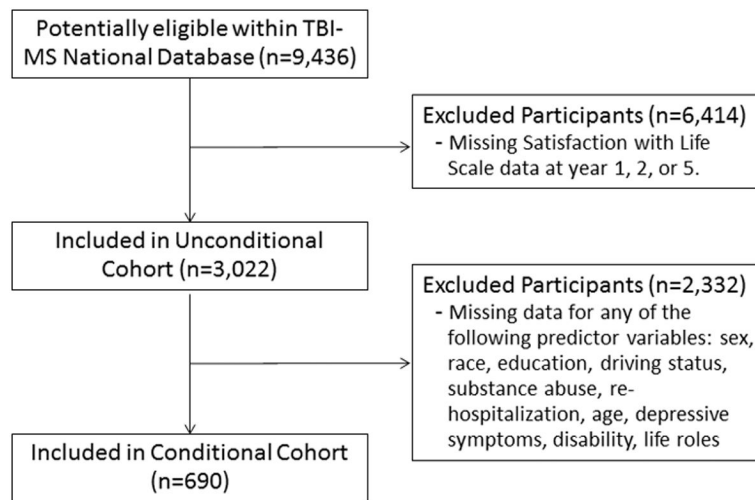 Potentially eligible within TBI-
MS National Database (n=9,436)
Excluded Participants (n=6,414)
- Missing Satisfaction with Life
Scale data at year 1, 2, or 5.
Included in Unconditional
Cohort (n=3,022)
Excluded Participants (n=2,332)
- Missing data for any of the
following predictor variables: sex,
race, education, driving status,
substance abuse, re-
hospitalization, age, depressive
symptoms, disability, life roles
Included in Conditional Cohort
(n=690)